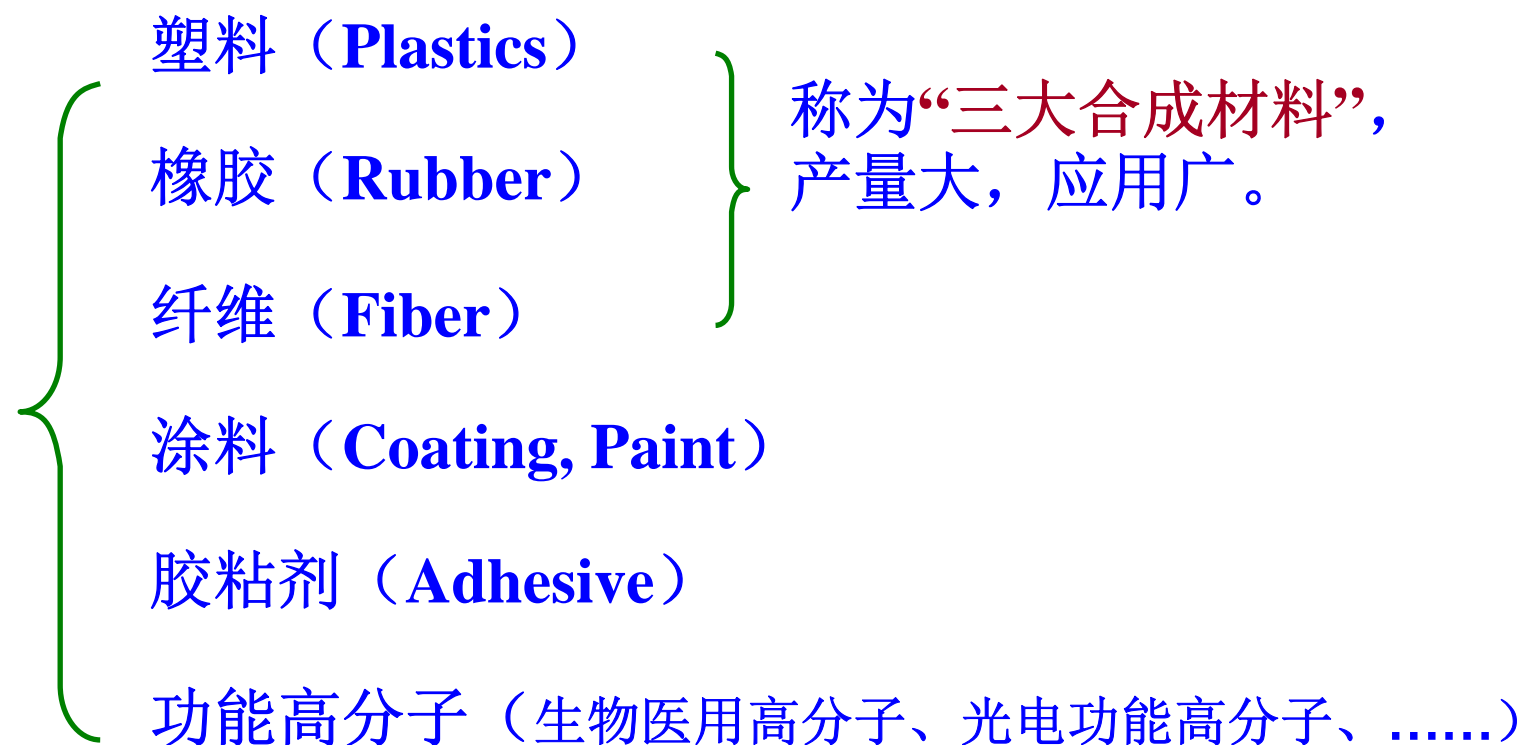 塑料（Plastics）
橡胶（Rubber）
纤维（Fiber）
称为“三大合成材料”，
产量大，应用广。
涂料（Coating, Paint）
胶粘剂（Adhesive）
功能高分子（生物医用高分子、光电功能高分子、......）